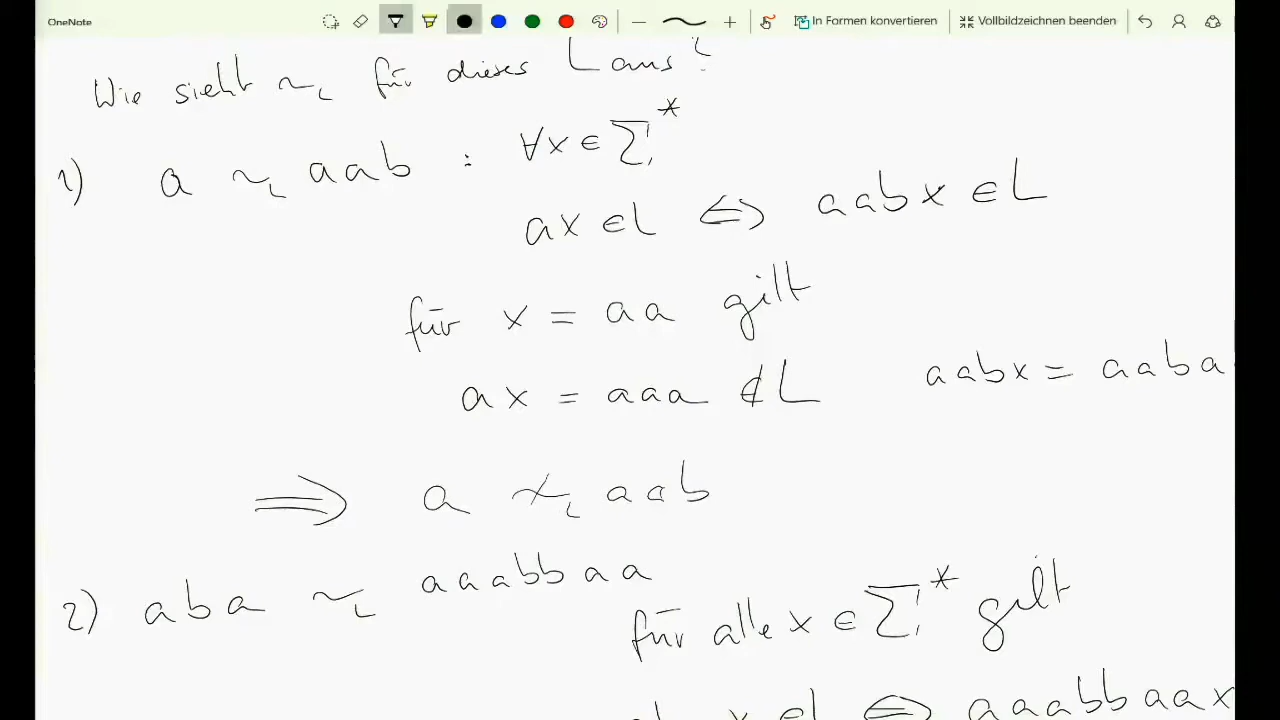 OneNote In Formen konvertieren Vollbildzeichnen beenden
Wie sieht ~L für dieses L aus?
1) a ~L aab : ∀x ∈ Σ*
ax ∈ L ⇔ aabx ∈ L
für x = aa gilt
ax = aaa ∉ L aabx = aaba
⇒ a ≁L aab
2) aba ~L aaabbaa
für alle x ∈ Σ* gilt
x ∈ L ⇔ aaabbaax